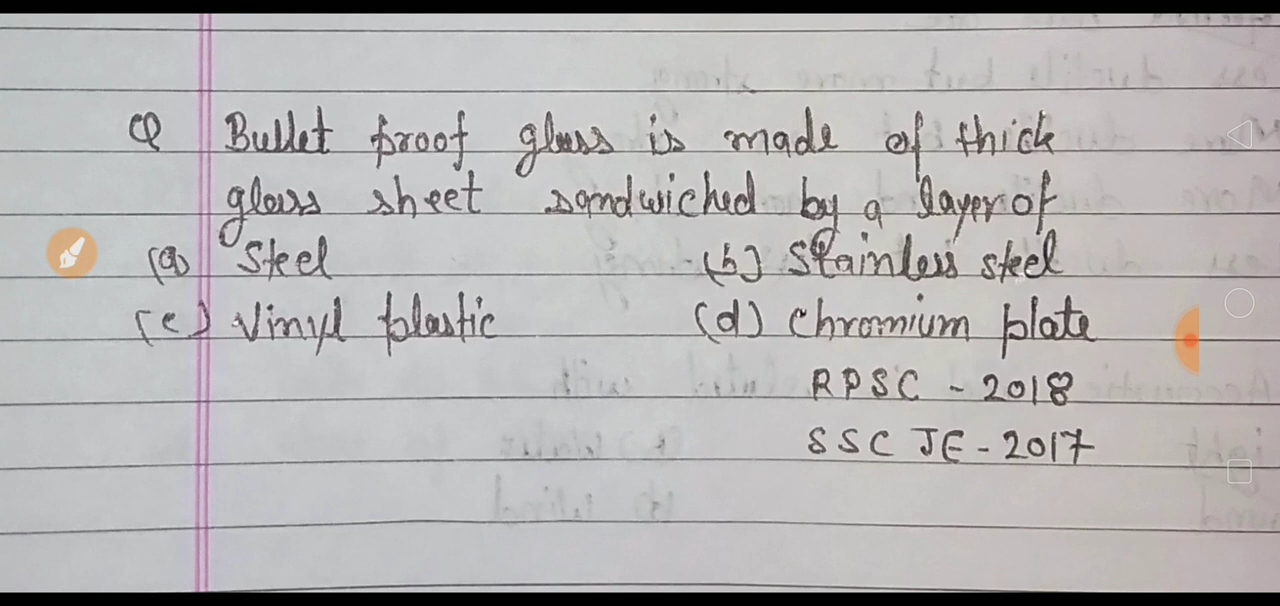 Q Bullet proof glass is made of thick
glass sheet sandwiched by a layer of
(a) Steel (b) Stainless steel
(c) Vinyl plastic (d) Chromium plate
RPSC - 2018
SSC JE - 2017